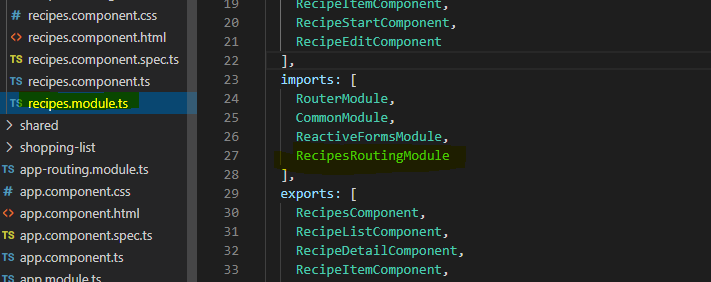 # recipes.component.css
<> recipes.component.html
TS recipes.component.spec.ts
TS recipes.component.ts
TS recipes.module.ts
> shared
> shopping-list
TS app-routing.module.ts
# app.component.css
<> app.component.html
TS app.component.spec.ts
TS app.component.ts
TS app.module.ts
19 RecipeItemComponent,
20 RecipeStartComponent,
21 RecipeEditComponent
22 ],
23 imports: [
24 RouterModule,
25 CommonModule,
26 ReactiveFormsModule,
27 RecipesRoutingModule
28 ],
29 exports: [
30 RecipesComponent,
31 RecipeListComponent,
32 RecipeDetailComponent,
33 RecipeItemComponent,